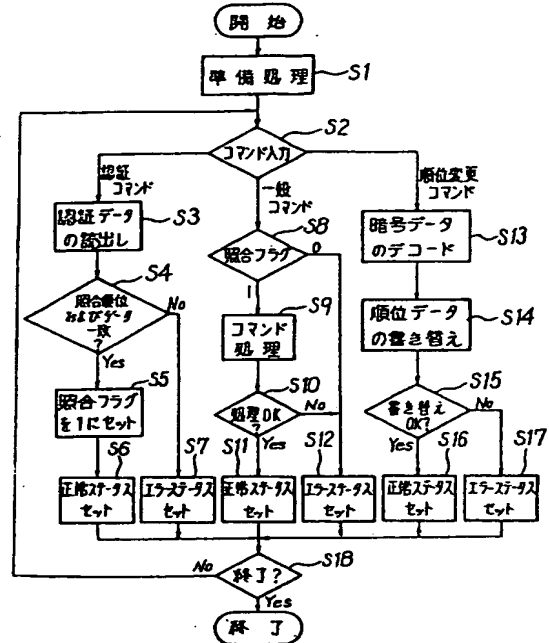 開始
準備処理
S1
S2
コマンド入力
認証
コマンド
一般
コマンド
順位変更
コマンド
S3
認証データ
の読出し
S8
照合フラグ
0
1
S13
暗号データ
のデコード
S4
照合順位
およびデータ
一致
?
No
Yes
S9
コマンド
処理
S14
順位データ
の書き替え
S5
照合フラグ
を1にセット
S10
処理OK
?
No
Yes
S15
書き替え
OK?
No
Yes
S6
正常ステータス
セット
S7
エラーステータス
セット
S11
正常ステータス
セット
S12
エラーステータス
セット
S16
正常ステータス
セット
S17
エラーステータス
セット
S18
終了?
No
Yes
終了